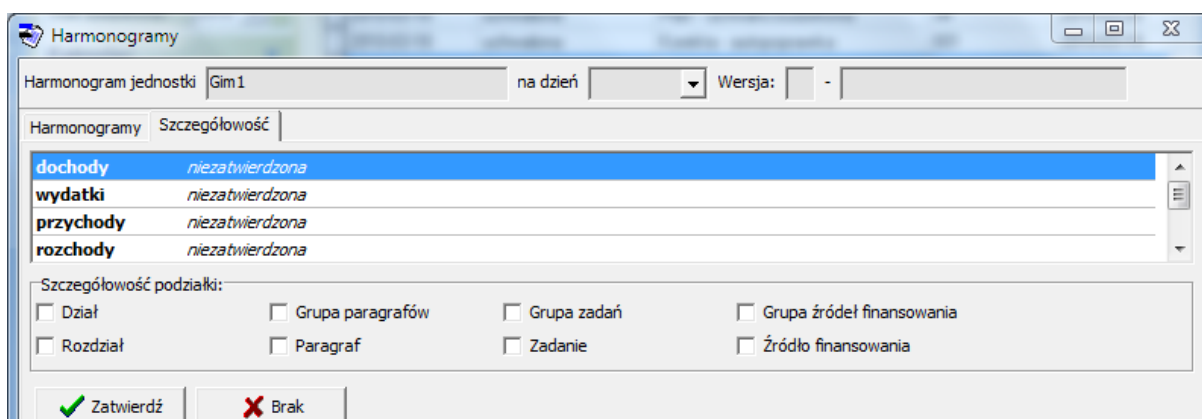 Harmonogramy
Harmonogram jednostki Gim1 na dzień Wersja: -
Harmonogramy Szczegółowość
dochody niezatwierdzona
wydatki niezatwierdzona
przychody niezatwierdzona
rozchody niezatwierdzona
Szczegółowość podziałki:
Dział Grupa paragrafów Grupa zadań Grupa źródeł finansowania
Rozdział Paragraf Zadanie Źródło finansowania
Zatwierdź Brak